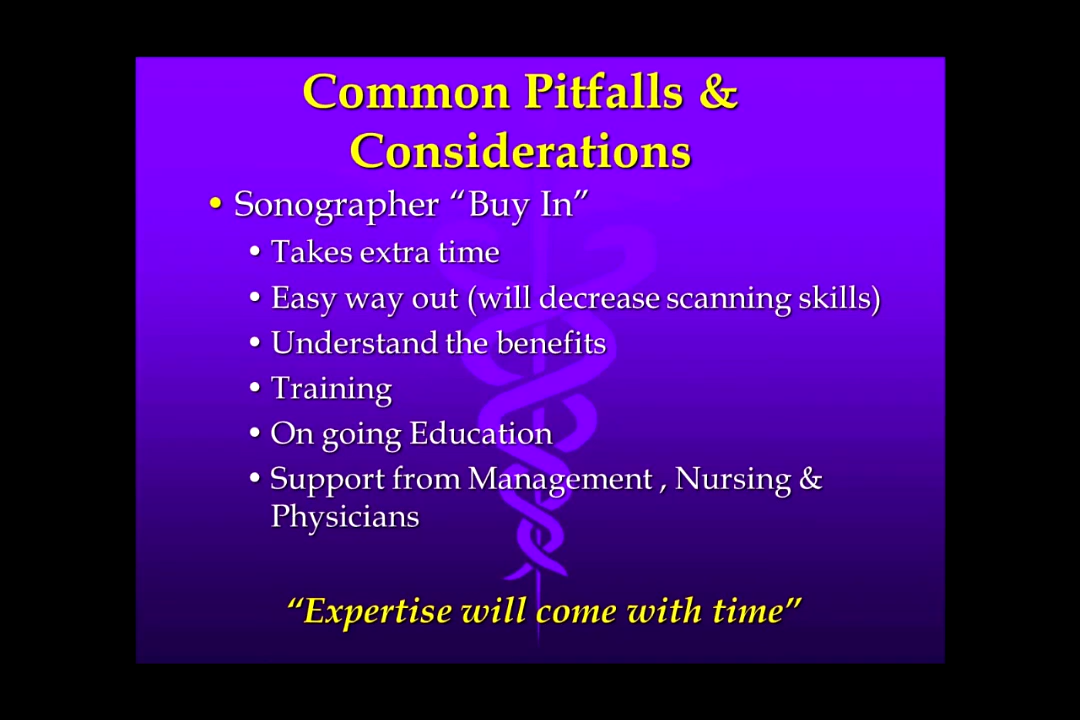 Common Pitfalls &
Considerations
• Sonographer “Buy In”
• Takes extra time
• Easy way out (will decrease scanning skills)
• Understand the benefits
• Training
• On going Education
• Support from Management , Nursing &
Physicians
“Expertise will come with time”